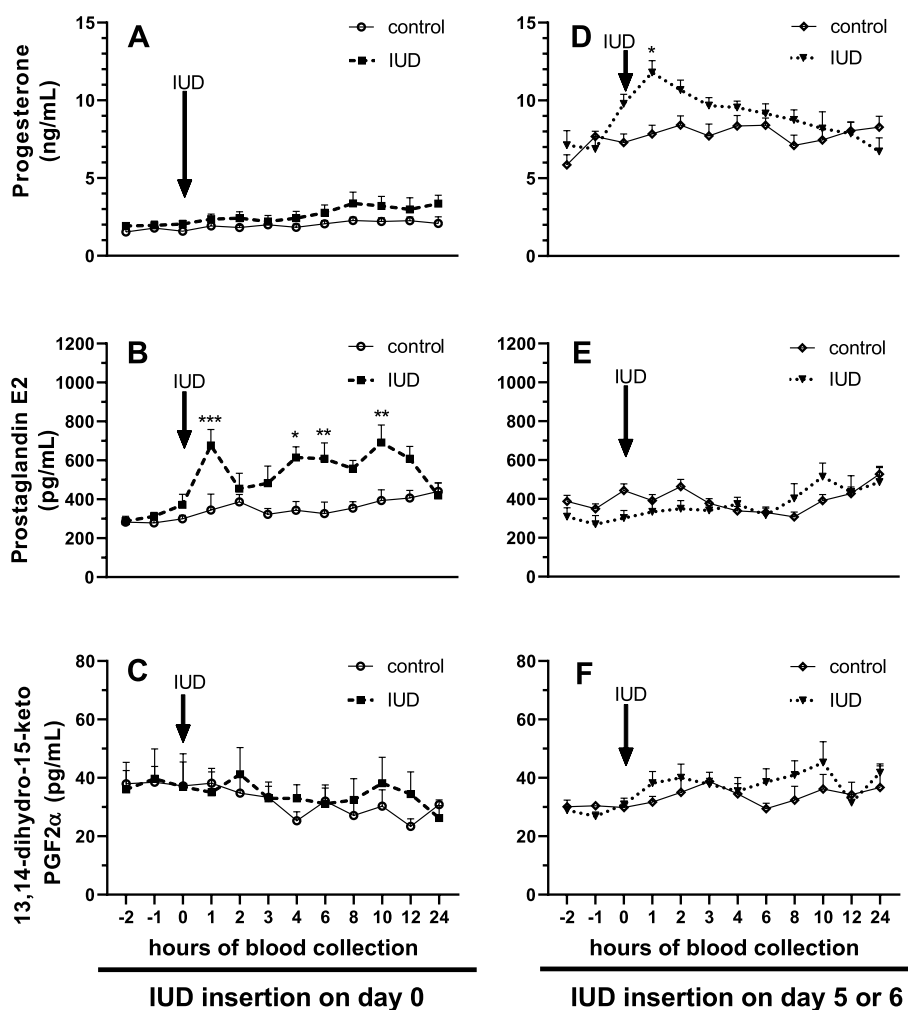 A
control
IUD
IUD
Progesterone
(ng/mL)
15
10
5
0
D
control
IUD
IUD
*
15
10
5
0
B
control
IUD
IUD
***
*
**
**
Prostaglandin E2
(pg/mL)
1200
1000
800
600
400
200
0
E
control
IUD
IUD
1200
1000
800
600
400
200
0
C
control
IUD
IUD
13,14-dihydro-15-keto
PGF2α (pg/mL)
80
60
40
20
0
-2 -1 0 1 2 3 4 6 8 10 12 24
hours of blood collection
IUD insertion on day 0
F
control
IUD
IUD
80
60
40
20
0
-2 -1 0 1 2 3 4 6 8 10 12 24
hours of blood collection
IUD insertion on day 5 or 6